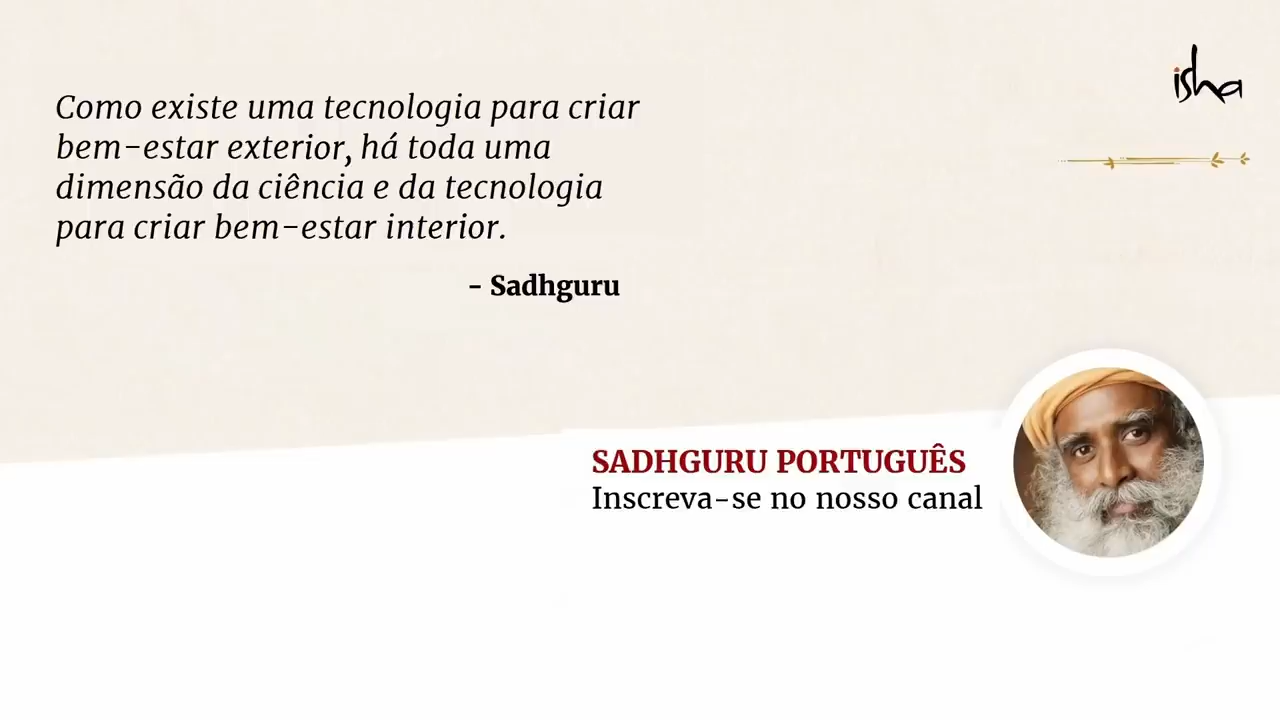 isha
Como existe uma tecnologia para criar
bem-estar exterior, há toda uma
dimensão da ciência e da tecnologia
para criar bem-estar interior.
- Sadhguru
SADHGURU PORTUGUÊS
Inscreva-se no nosso canal